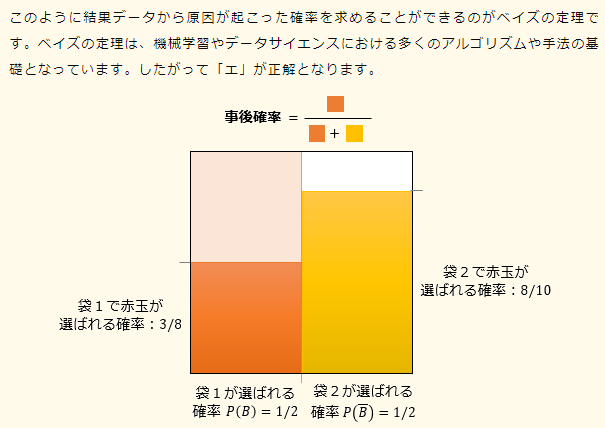 このように結果データから原因が起こった確率を求めることができるのがベイズの定理で
す。ベイズの定理は、機械学習やデータサイエンスにおける多くのアルゴリズムや手法の基
礎となっています。したがって「エ」が正解となります。
事後確率 =
+
袋１で赤玉が
選ばれる確率：3/8
袋２で赤玉が
選ばれる確率：8/10
袋１が選ばれる
確率 P(B) = 1/2
袋２が選ばれる
確率 P(B̅) = 1/2